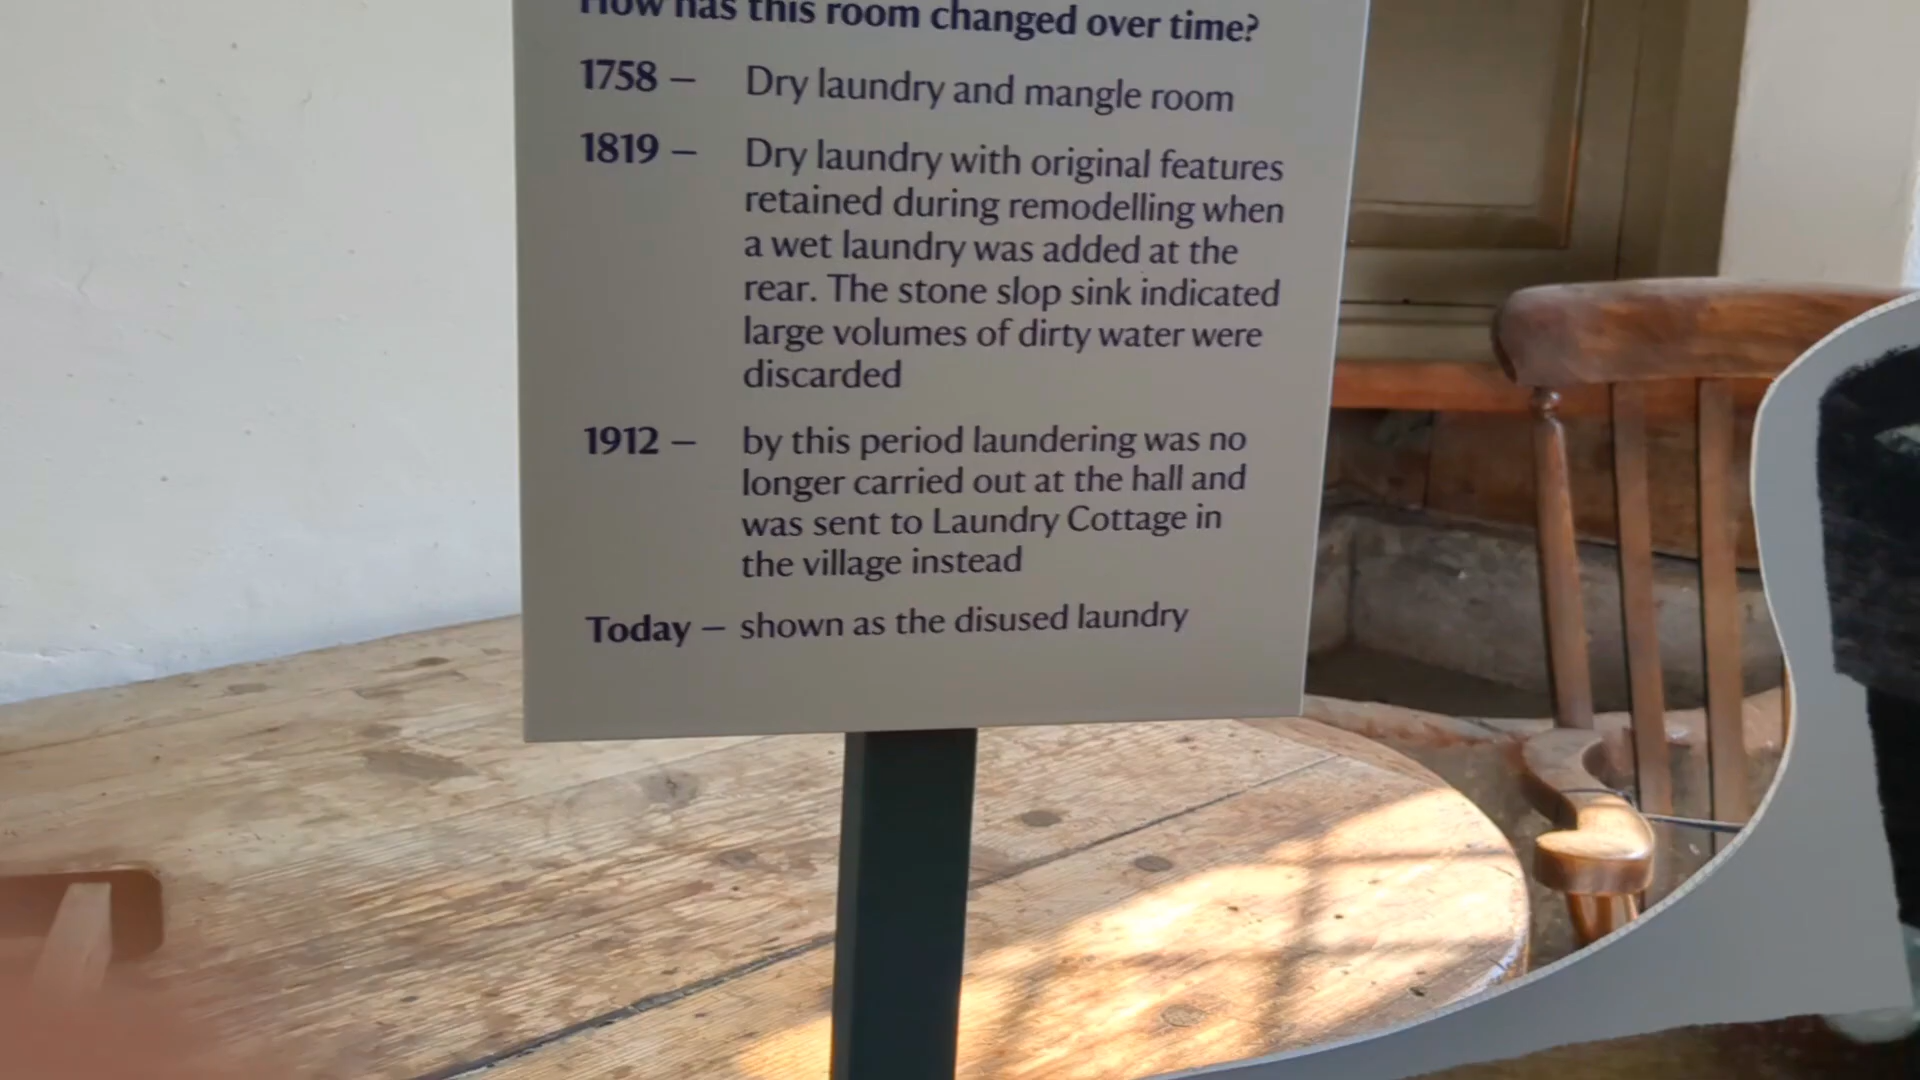 How has this room changed over time?
1758 – Dry laundry and mangle room
1819 – Dry laundry with original features
retained during remodelling when
a wet laundry was added at the
rear. The stone slop sink indicated
large volumes of dirty water were
discarded
1912 – by this period laundering was no
longer carried out at the hall and
was sent to Laundry Cottage in
the village instead
Today – shown as the disused laundry